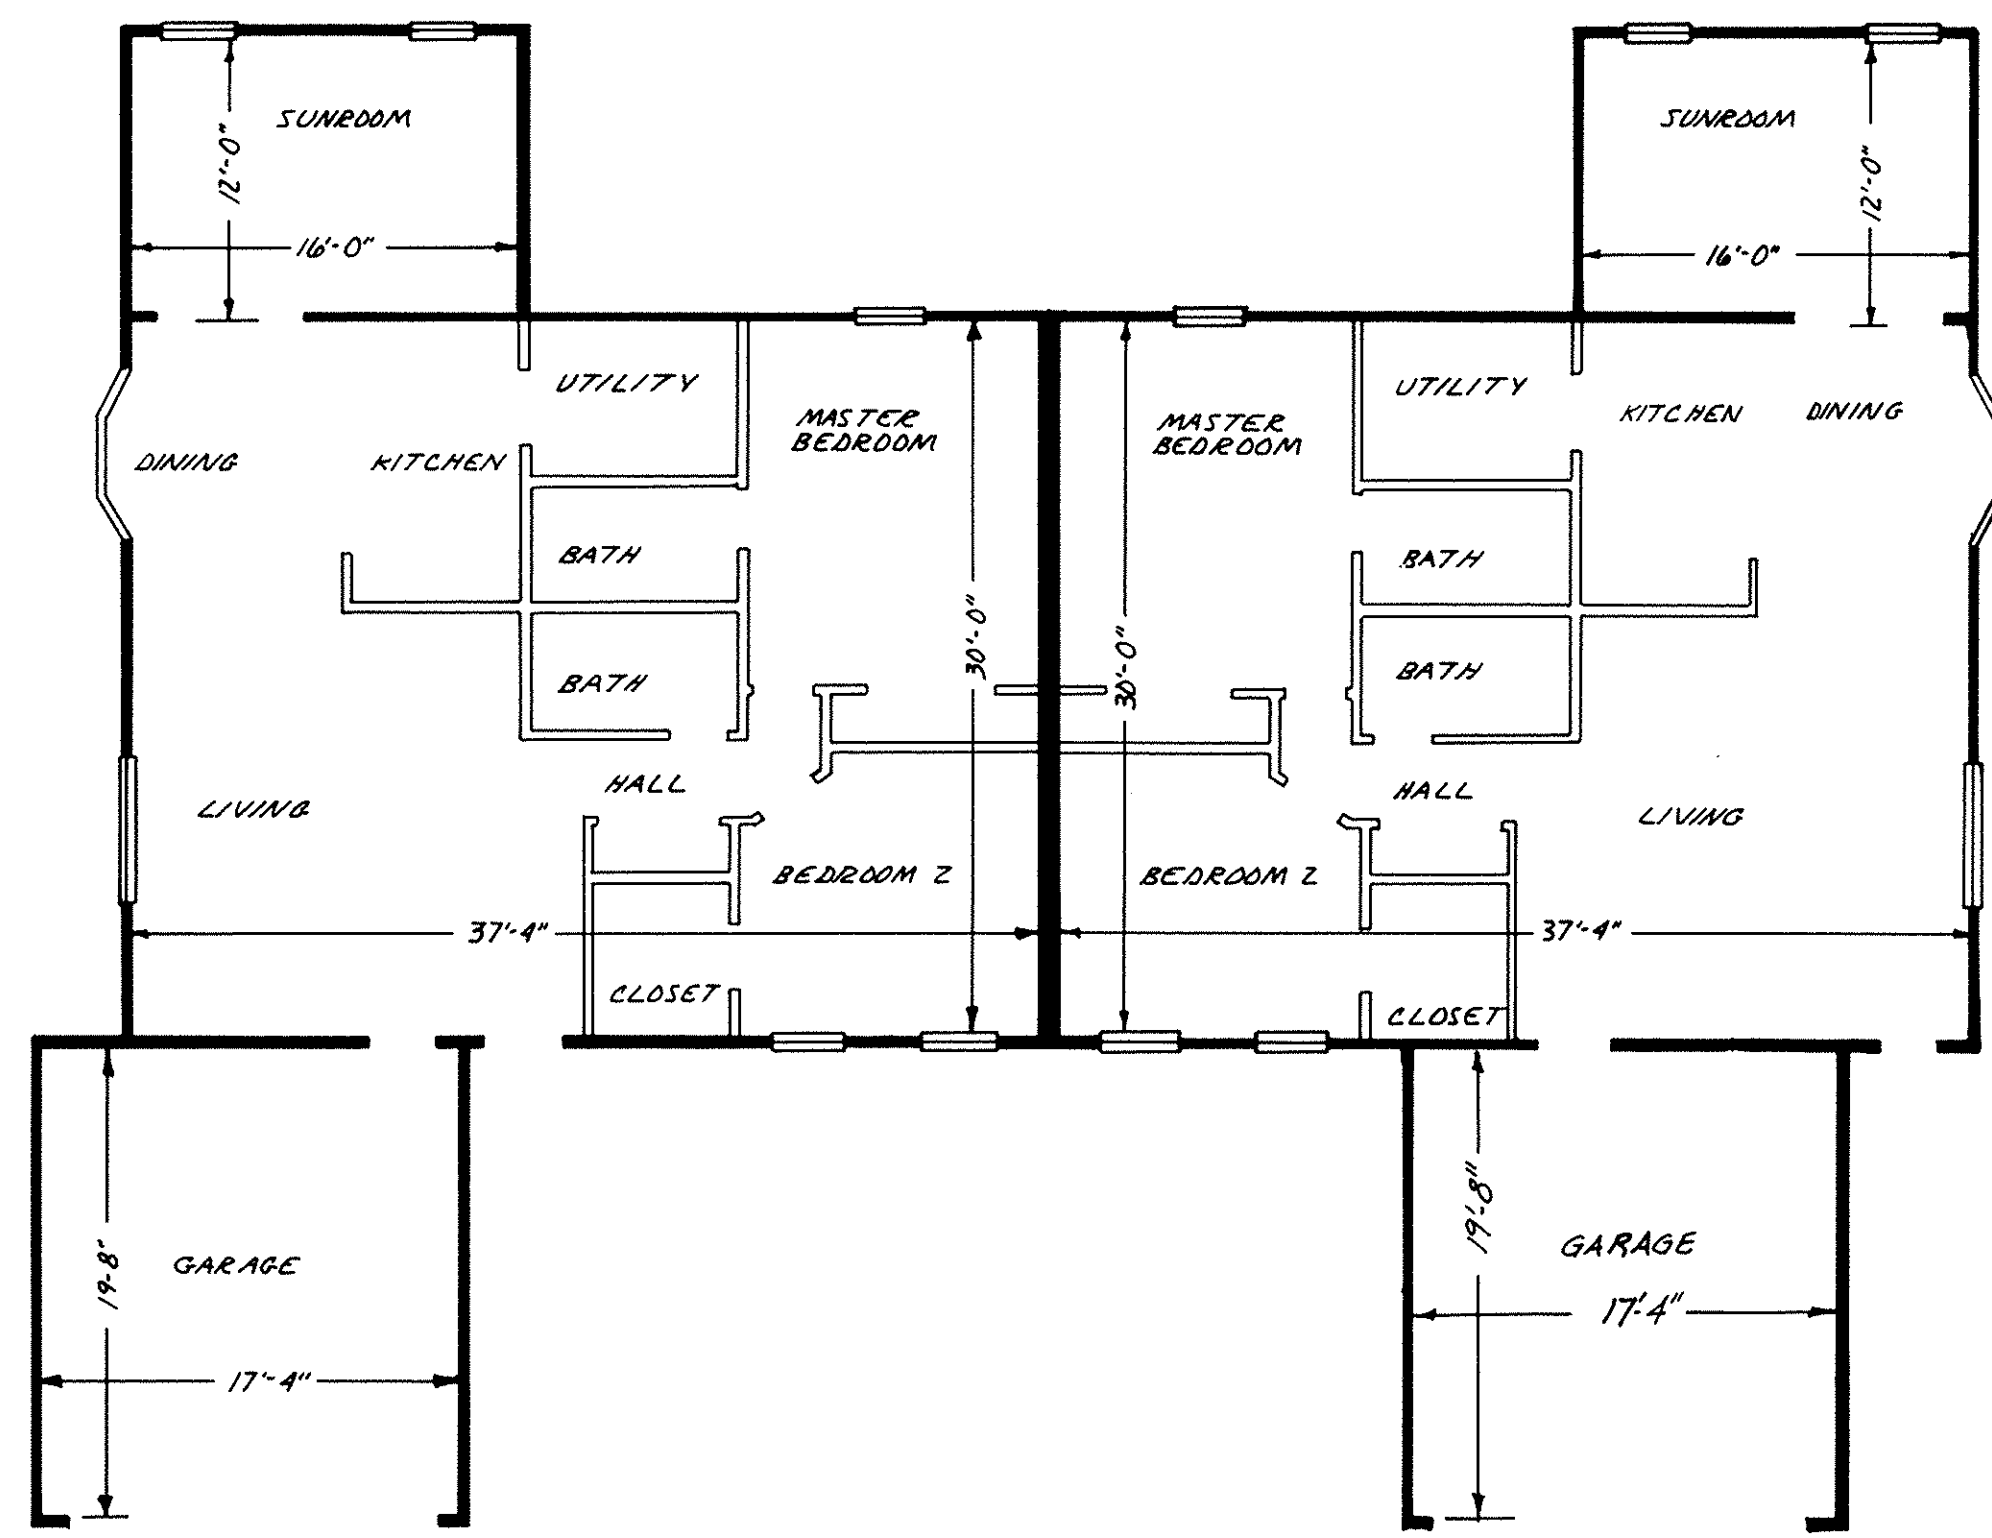 SUNROOM
12'-0"
16'-0"
SUNROOM
12'-0"
16'-0"
UTILITY
MASTER
BEDROOM
DINING
KITCHEN
BATH
BATH
30'-0"
HALL
LIVING
BEDROOM 2
37'-4"
CLOSET
MASTER
BEDROOM
UTILITY
KITCHEN
DINING
BATH
30'-0"
BATH
HALL
LIVING
BEDROOM 2
37'-4"
CLOSET
GARAGE
19-8"
17'-4"
19'-8"
GARAGE
17'-4"